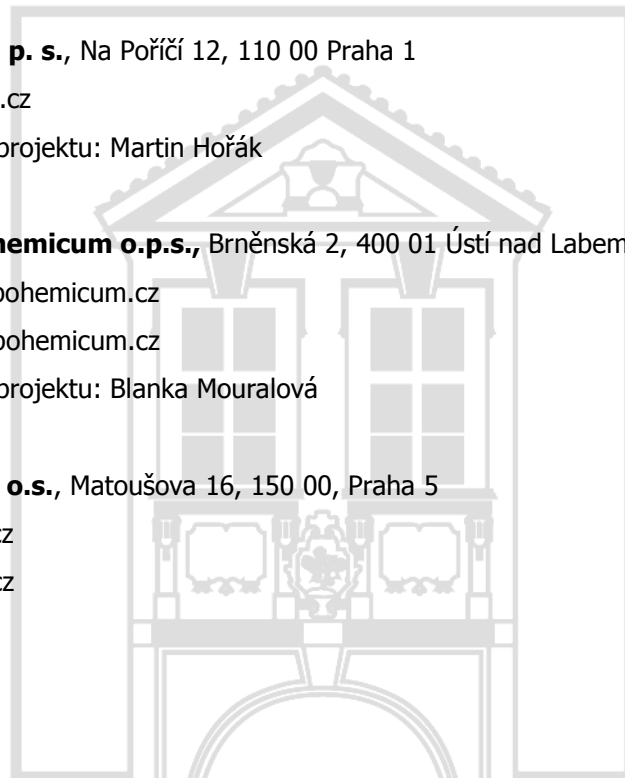 p. s., Na Poříčí 12, 110 00 Praha 1
.cz
projektu: Martin Hořák
hemicum o.p.s., Brněnská 2, 400 01 Ústí nad Labem
bohemicum.cz
bohemicum.cz
projektu: Blanka Mouralová
o.s., Matoušova 16, 150 00, Praha 5
cz
cz